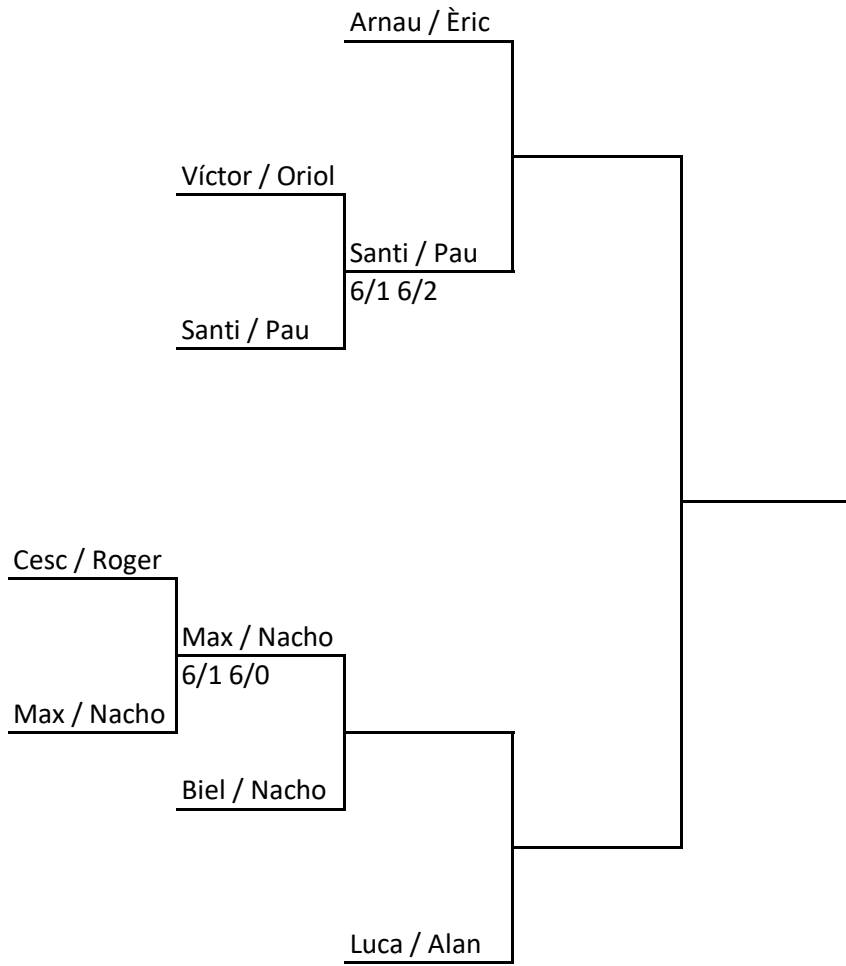 Arnau / Èric
Víctor / Oriol
Santi / Pau
6/1 6/2
Santi / Pau
Cesc / Roger
Max / Nacho
6/1 6/0
Max / Nacho
Biel / Nacho
Luca / Alan